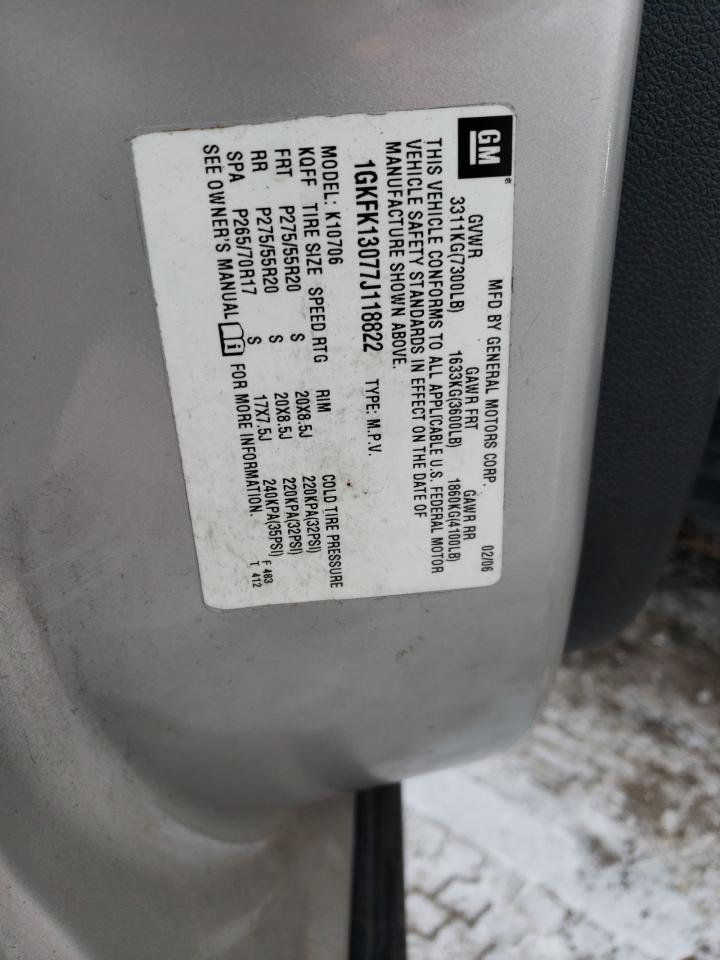 GM®
MFD BY GENERAL MOTORS CORP. 02/06
GVWR GAWR FRT GAWR RR
3311KG(7300LB) 1633KG(3600LB) 1860KG(4100LB)
THIS VEHICLE CONFORMS TO ALL APPLICABLE U.S. FEDERAL MOTOR
VEHICLE SAFETY STANDARDS IN EFFECT ON THE DATE OF
MANUFACTURE SHOWN ABOVE.
1GKFK13077J118822 TYPE: M.P.V.
MODEL: K10706
KQFF TIRE SIZE SPEED RTG RIM COLD TIRE PRESSURE
FRT P275/55R20 S 20X8.5J 220KPA(32PSI)
RR P275/55R20 S 20X8.5J 220KPA(32PSI)
SPA P265/70R17 S 17X7.5J 240KPA(35PSI)
SEE OWNER'S MANUAL i FOR MORE INFORMATION.
F 483
T 412